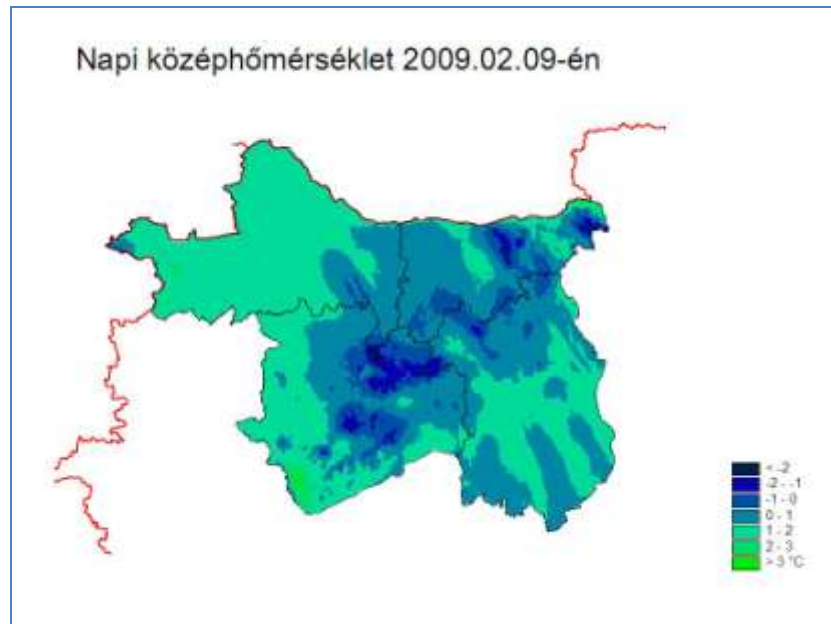 Napi középhőmérséklet 2009.02.09-én
< -2
-2 - -1
-1 - 0
0 - 1
1 - 2
2 - 3
> 3 °C